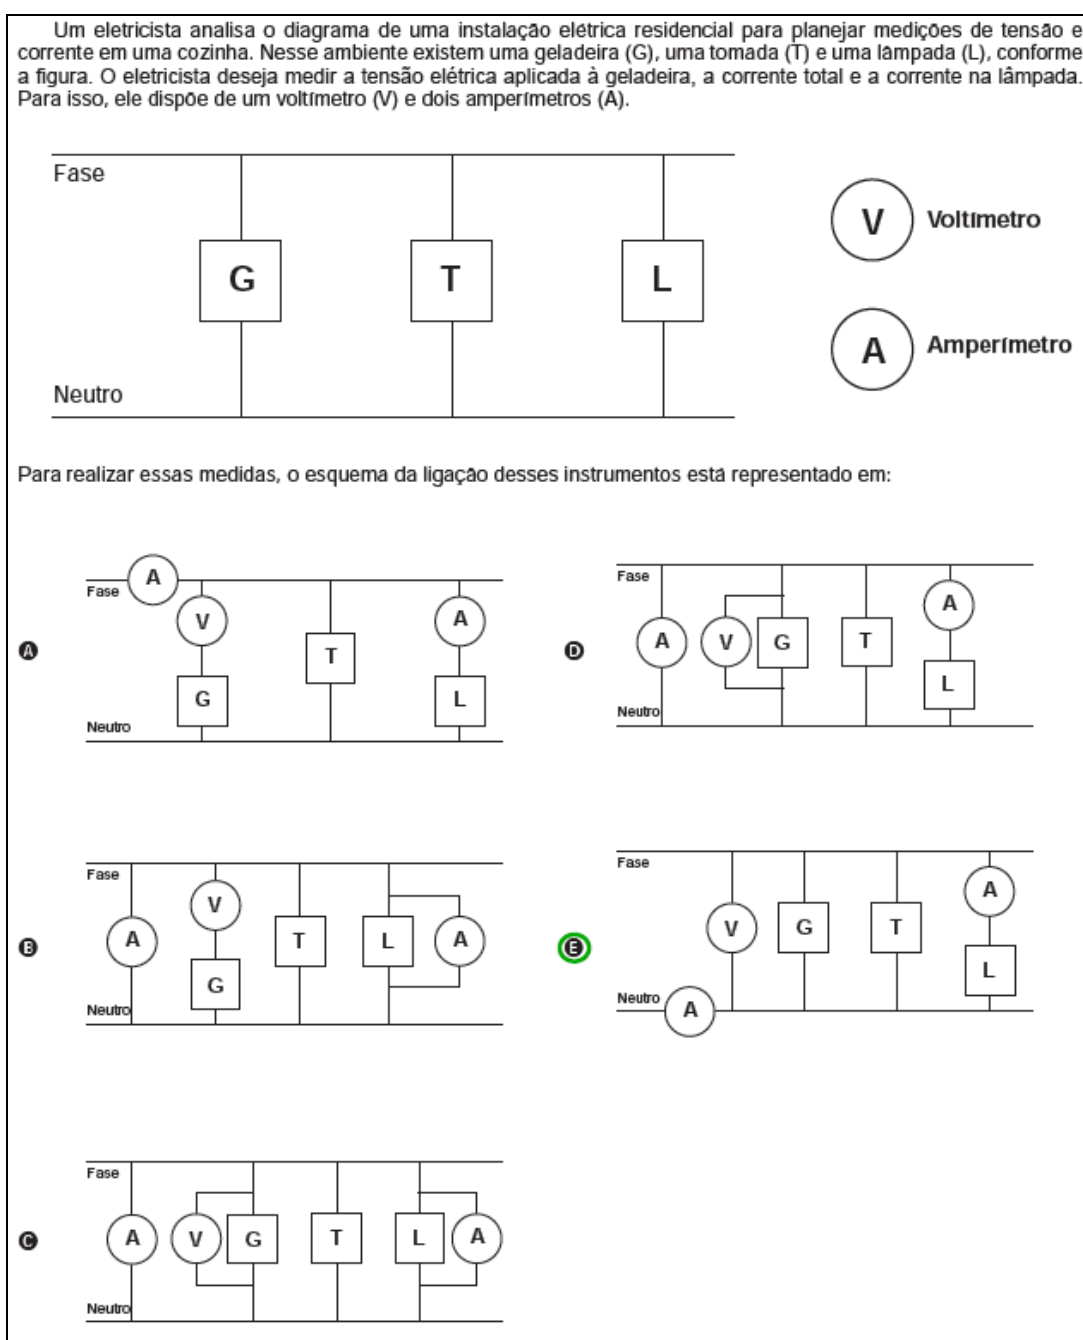 Um eletricista analisa o diagrama de uma instalação elétrica residencial para planejar medições de tensão e
corrente em uma cozinha. Nesse ambiente existem uma geladeira (G), uma tomada (T) e uma lâmpada (L), conforme
a figura. O eletricista deseja medir a tensão elétrica aplicada à geladeira, a corrente total e a corrente na lâmpada.
Para isso, ele dispõe de um voltímetro (V) e dois amperímetros (A).
Fase
G
T
L
Neutro
V Voltímetro
A Amperímetro
Para realizar essas medidas, o esquema da ligação desses instrumentos está representado em:
A
Fase
A
V
G
T
A
L
Neutro
B
Fase
A
V
G
T
L
A
Neutro
C
Fase
A
V
G
T
L
A
Neutro
D
Fase
A
V
G
T
A
L
Neutro
E
Fase
V
G
T
A
L
Neutro
A